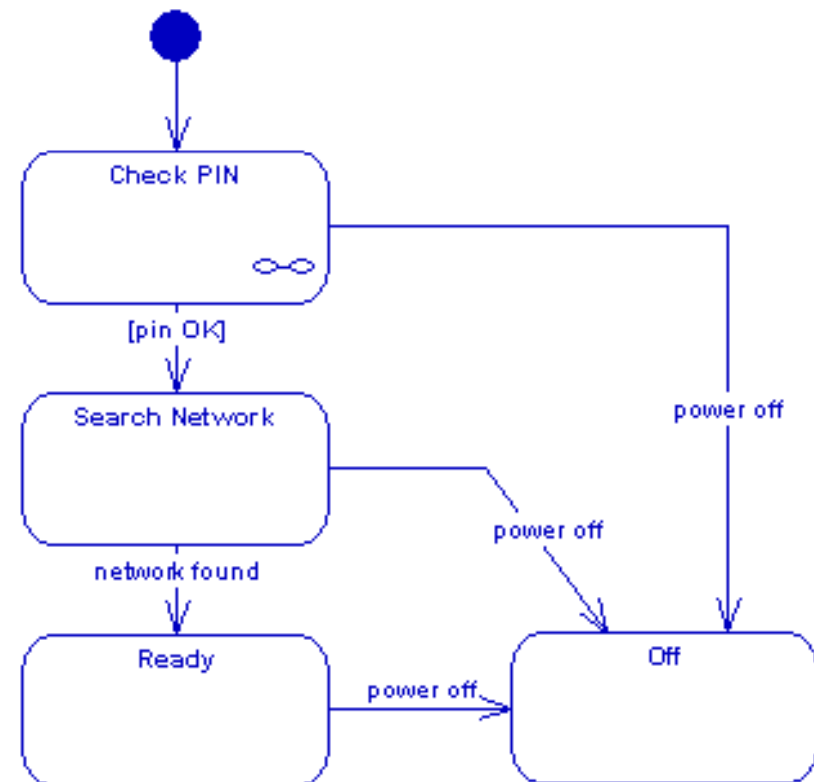 Check PIN
[pin OK]
Search Network
power off
power off
network found
Ready
Off
power off